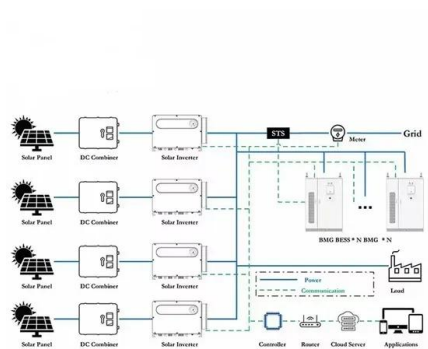 STS
Meter
Grid
Solar Panel
DC Combiner
Solar Inverter
Solar Panel
DC Combiner
Solar Inverter
BMG BESS * N BMG * N
Solar Panel
DC Combiner
Solar Inverter
Power
Communication
Load
Solar Panel
DC Combiner
Solar Inverter
Controller
Router
Cloud Server
Applications